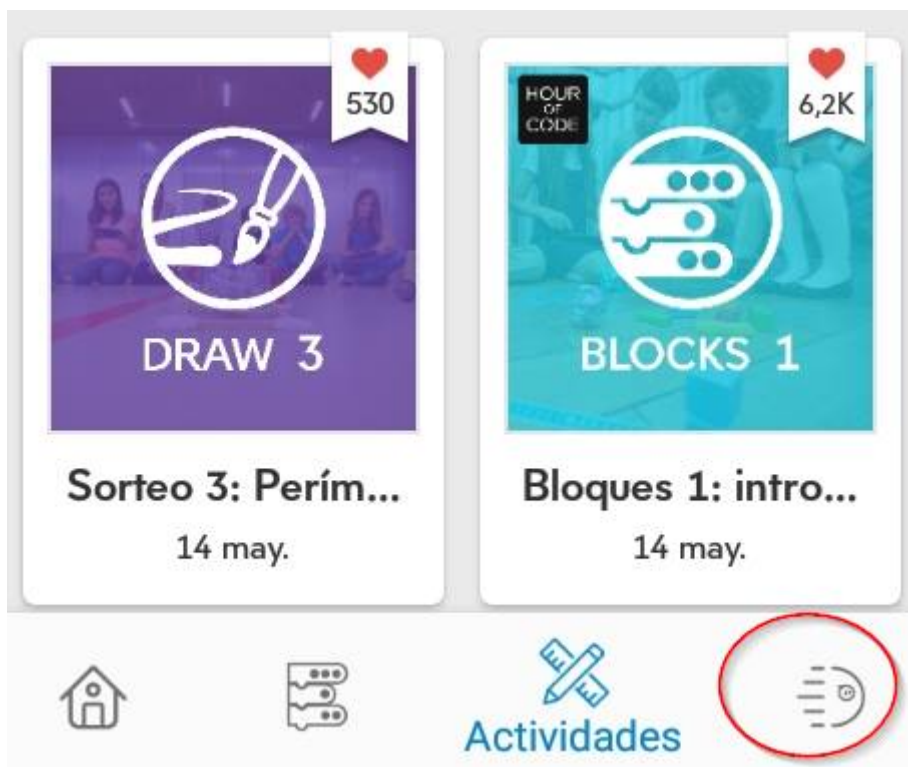 530
DRAW 3
Sorteo 3: Perím...
14 may.
HOUR
OF
CODE
6,2K
BLOCKS 1
Bloques 1: intro...
14 may.
Actividades